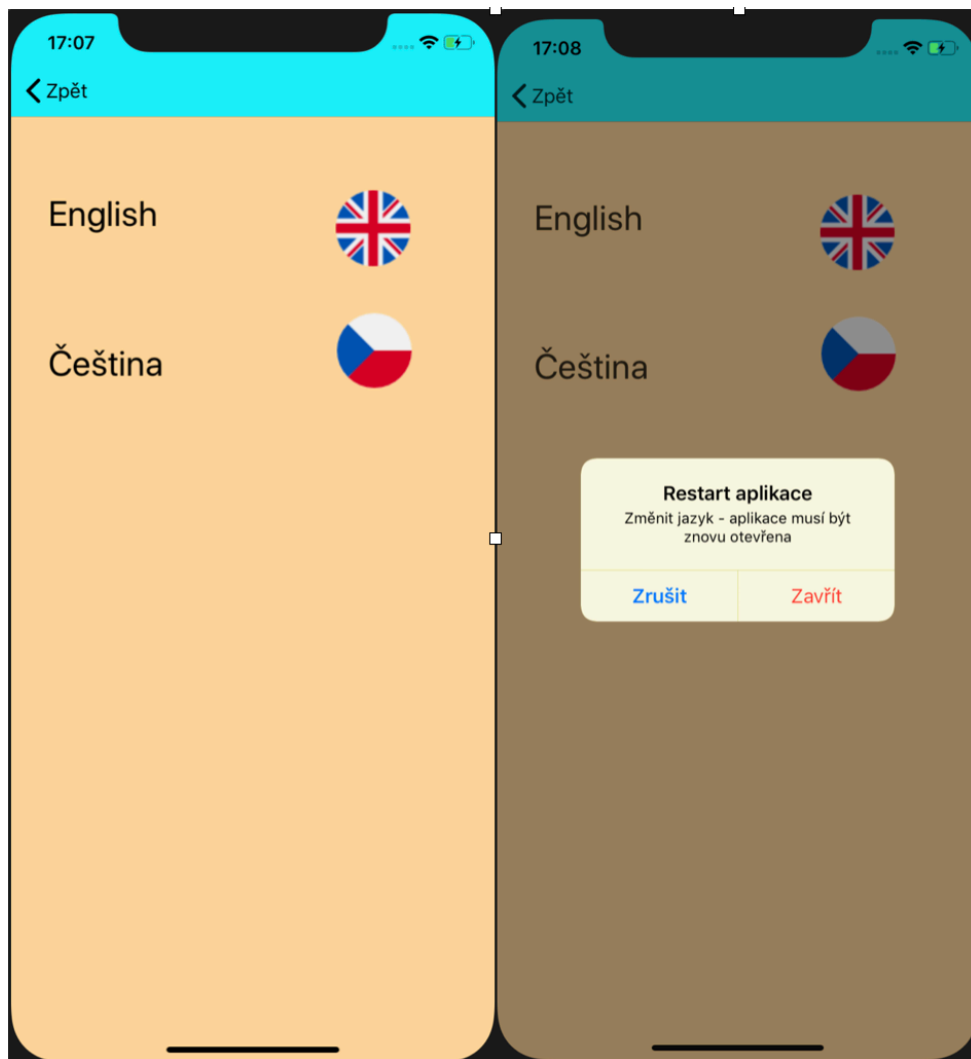 17:07
Zpět
English
Čeština
17:08
Zpět
English
Čeština
Restart aplikace
Změnit jazyk - aplikace musí být
znovu otevřena
Zrušit
Zavřít